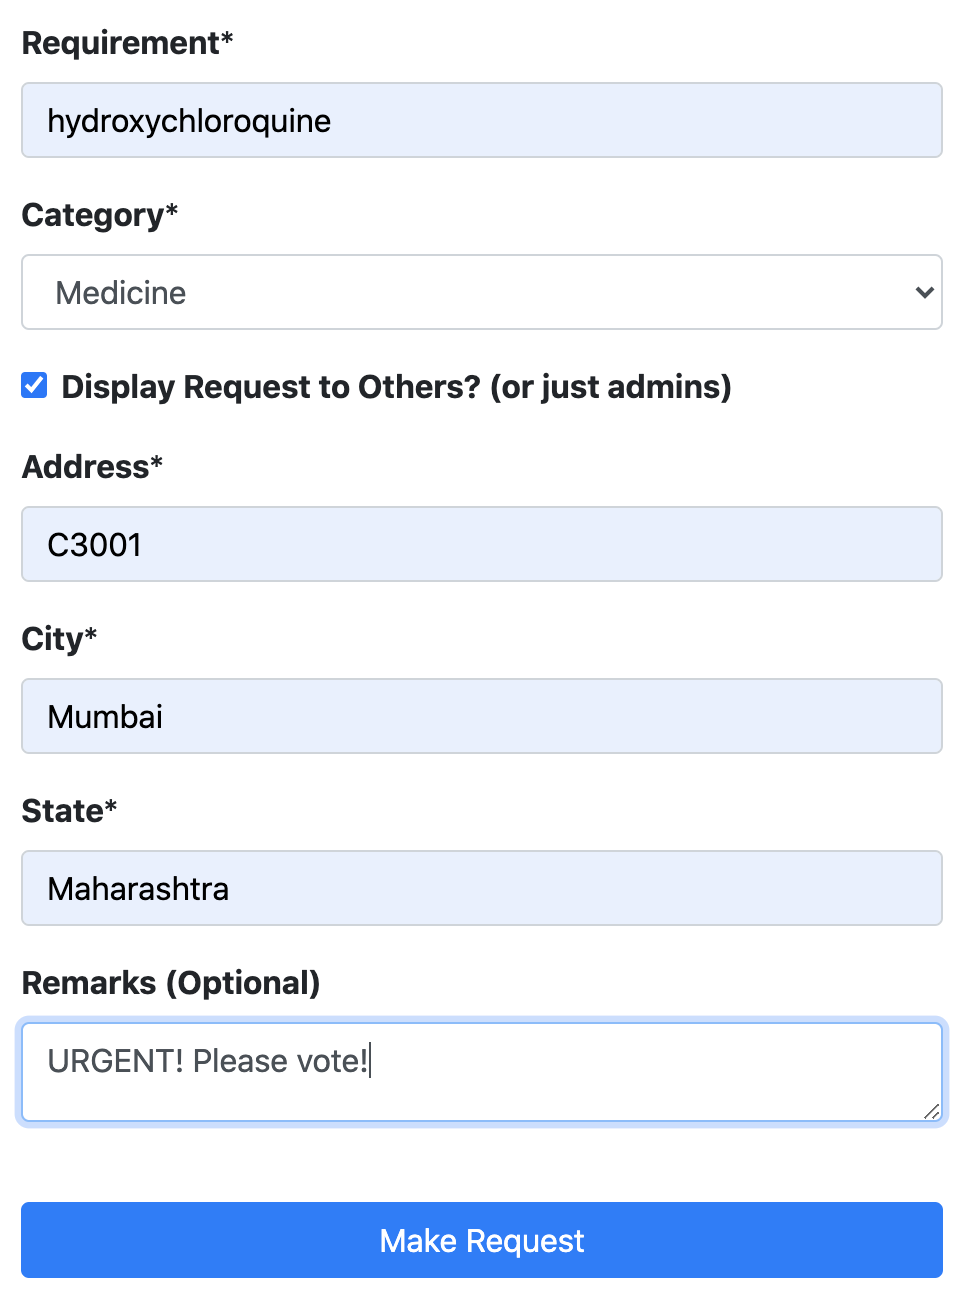 Requirement*
hydroxychloroquine
Category*
Medicine
Display Request to Others? (or just admins)
Address*
C3001
City*
Mumbai
State*
Maharashtra
Remarks (Optional)
URGENT! Please vote!
Make Request